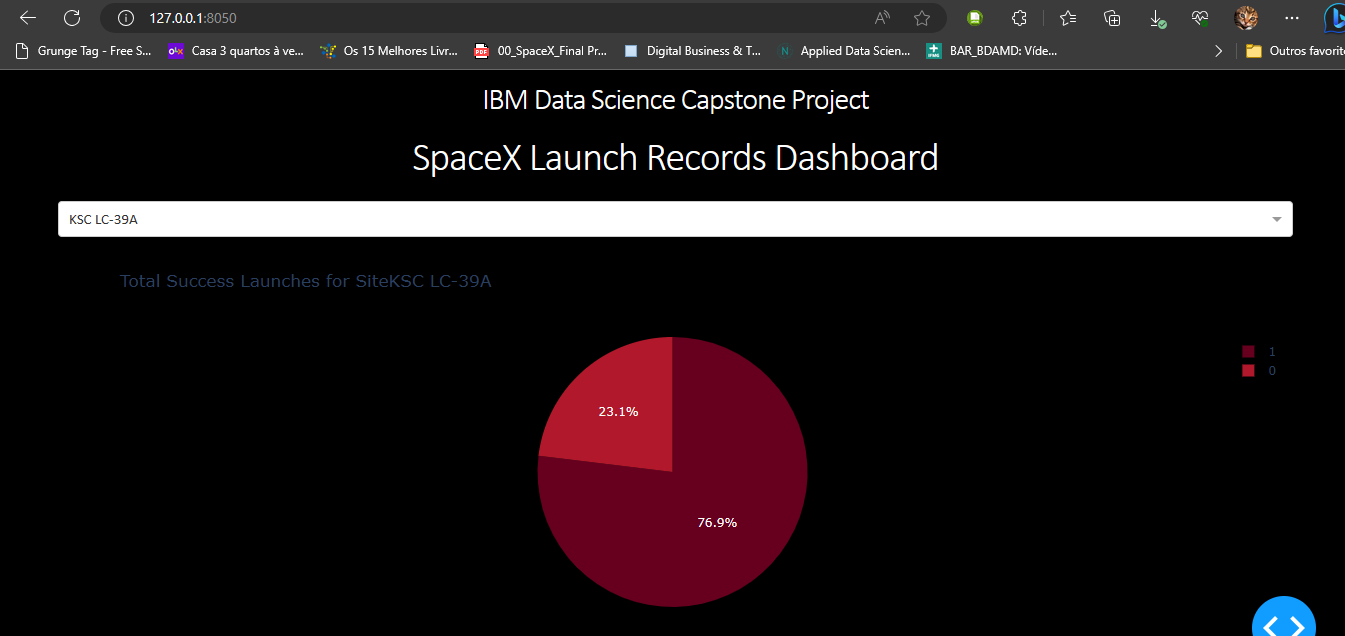 127.0.0.1:8050
Grunge Tag - Free S... Casa 3 quartos à ve... Os 15 Melhores Livr... 00_SpaceX_Final Pr... Digital Business & T... Applied Data Scien... BAR_BDAMD: Víde... Outros favorit
IBM Data Science Capstone Project
SpaceX Launch Records Dashboard
KSC LC-39A
Total Success Launches for SiteKSC LC-39A
1
0
23.1%
76.9%